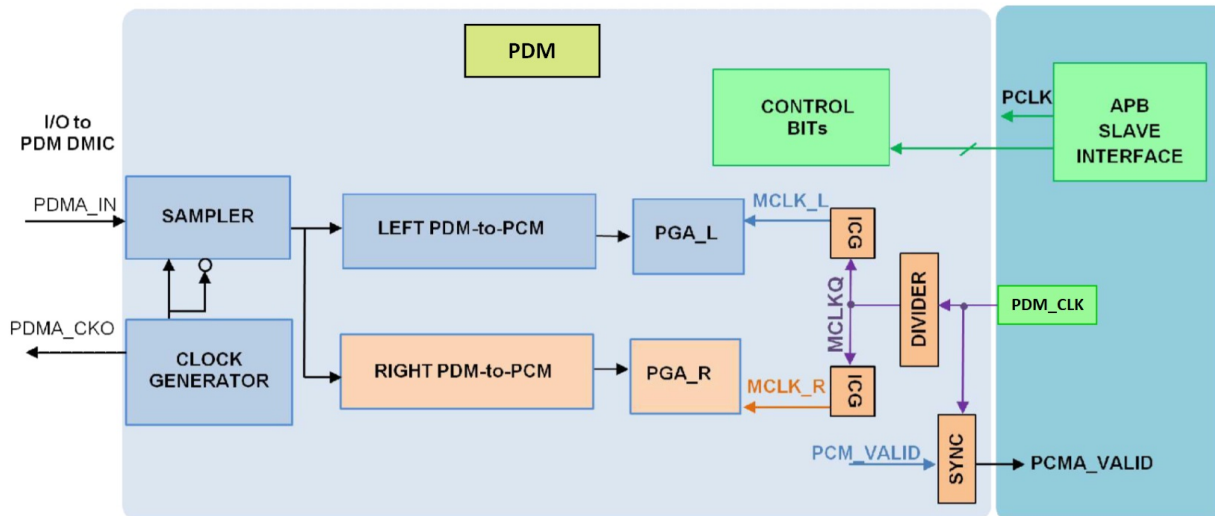 PDM
I/O to
PDM DMIC
PDMA_IN
SAMPLER
LEFT PDM-to-PCM
PGA_L
MCLK_L
ICG
CONTROL
BITs
PCLK
APB
SLAVE
INTERFACE
MCLKQ
DIVIDER
PDM_CLK
PDMA_CKO
CLOCK
GENERATOR
RIGHT PDM-to-PCM
PGA_R
MCLK_R
ICG
PCM_VALID
SYNC
PCMA_VALID